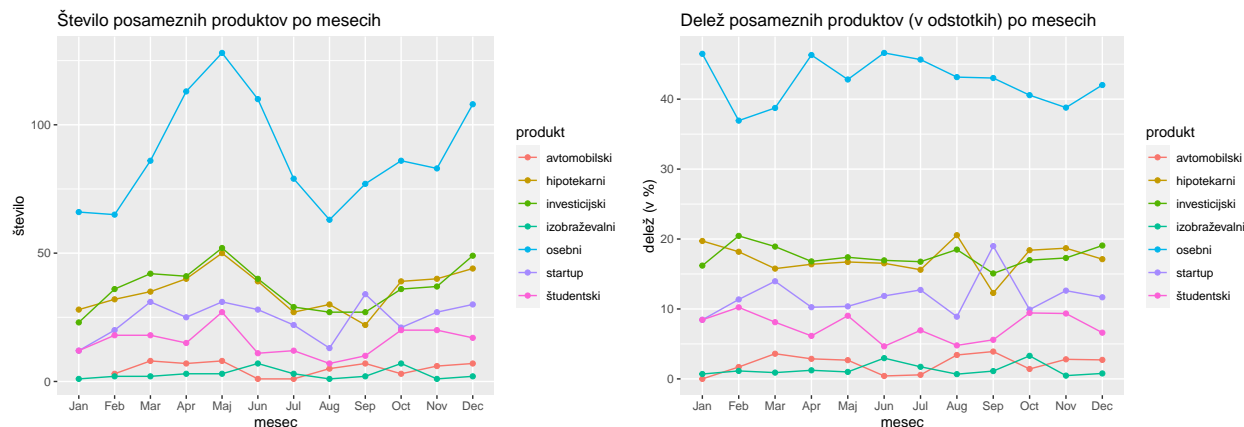 Število posameznih produktov po mesecih
število
100
50
0
Jan Feb Mar Apr Maj Jun Jul Aug Sep Oct Nov Dec
mesec
produkt
avtomobilski
hipotekarni
investicijski
izobraževalni
osebni
startup
študentski
Delež posameznih produktov (v odstotkih) po mesecih
delež (v %)
40
30
20
10
0
Jan Feb Mar Apr Maj Jun Jul Aug Sep Oct Nov Dec
mesec
produkt
avtomobilski
hipotekarni
investicijski
izobraževalni
osebni
startup
študentski